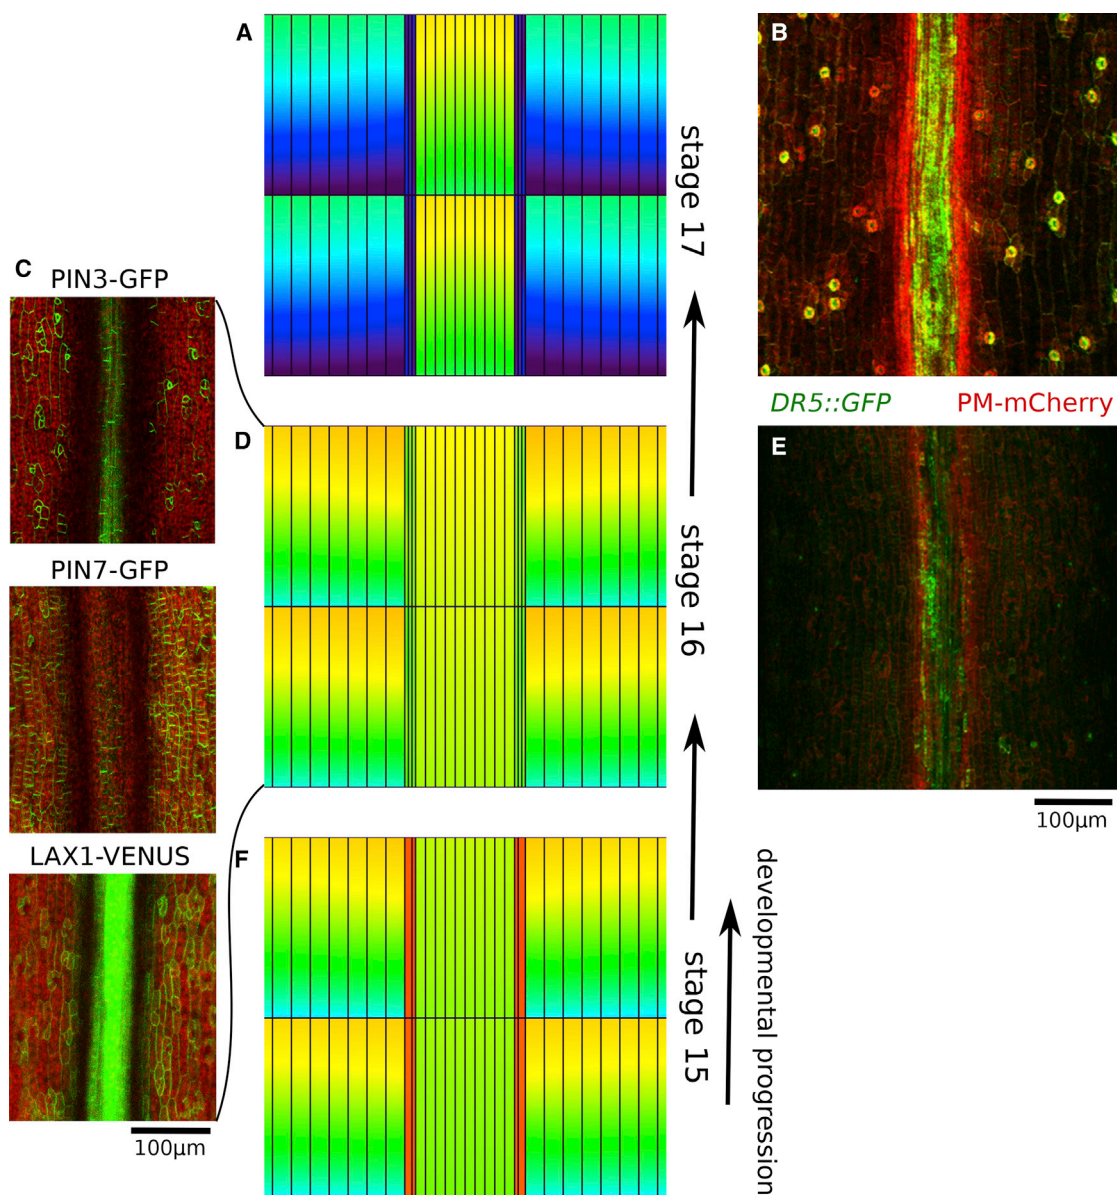 A
B
stage 17
C
PIN3-GFP
DR5::GFP PM-mCherry
D
E
stage 16
PIN7-GFP
100μm
LAX1-VENUS
F
stage 15
developmental progression
100μm